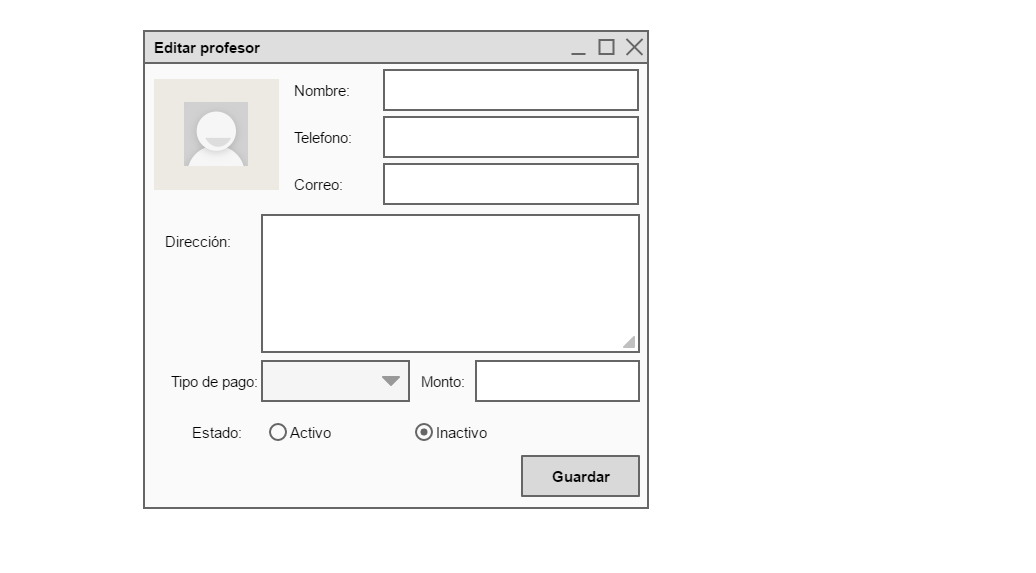 Editar profesor
Nombre:
Telefono:
Correo:
Dirección:
Tipo de pago:
Monto:
Estado:
Activo
Inactivo
Guardar